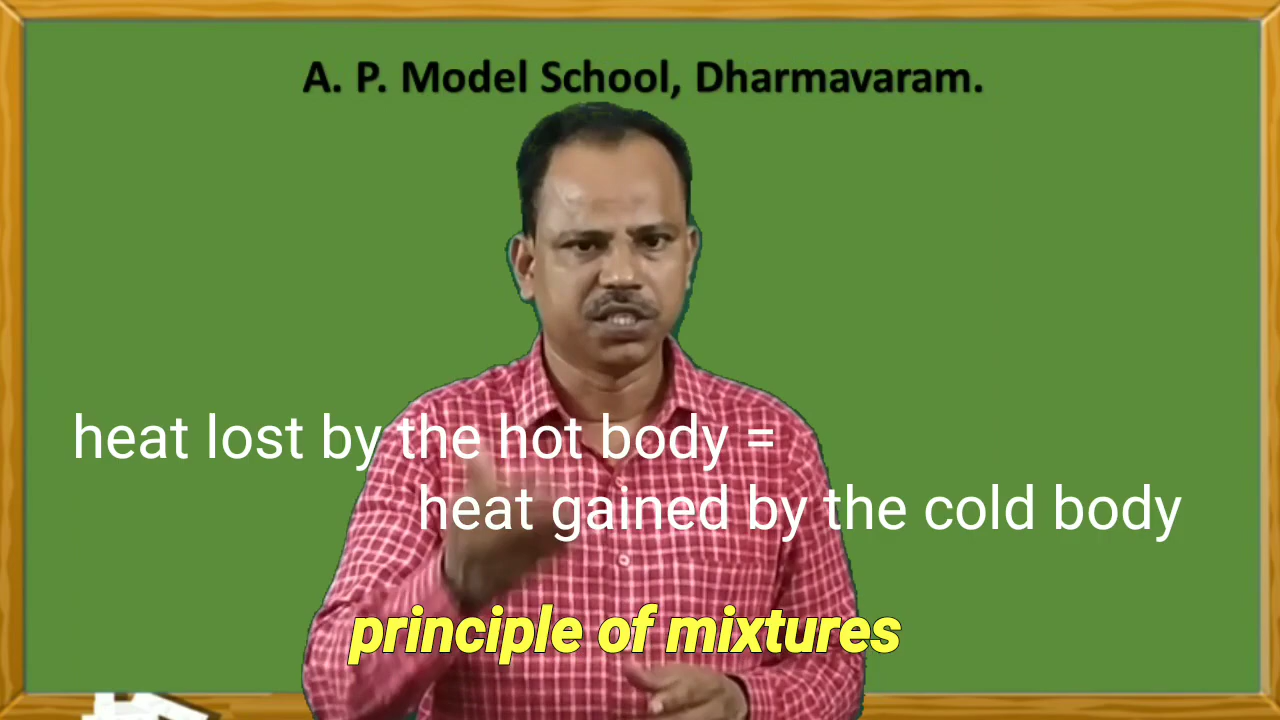 A. P. Model School, Dharmavaram.
heat lost by the hot body =
heat gained by the cold body
principle of mixtures